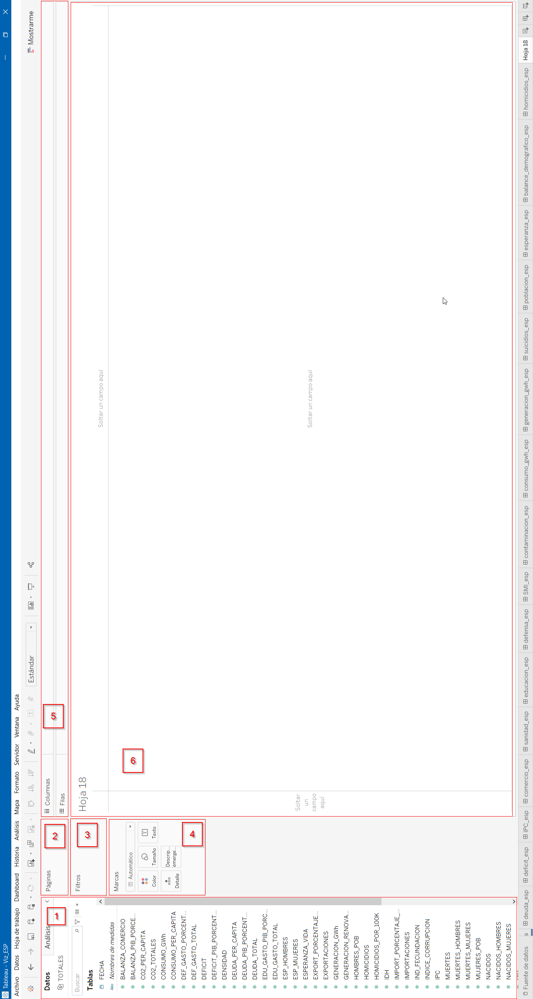 Tableau - Viz_ESP
Archivo Datos Hoja de trabajo Dashboard Historia Análisis Mapa Formato Servidor Ventana Ayuda
Estándar
Mostrarme
Datos
Análisis
1
TOTALES
Buscar
Tablas
FECHA
Abc Nombres de medidas
# BALANZA_COMERCIO
# BALANZA_PIB_PORCE...
# CO2_PER_CAPITA
# CO2_TOTALES
# CONSUMO_GWh
# CONSUMO_PER_CAPITA
# DEF_GASTO_PORCENT...
# DEF_GASTO_TOTAL
# DEFICIT
# DEFICIT_PIB_PORCENT...
# DENSIDAD
# DEUDA_PER_CAPITA
# DEUDA_PIB_PORCENT...
# DEUDA_TOTAL
# EDU_GASTO_PIB_PORC...
# EDU_GASTO_TOTAL
# ESP_HOMBRES
# ESP_MUJERES
# ESPERANZA_VIDA
# EXPORT_PORCENTAJE...
# EXPORTACIONES
# GENERACION_GWh
# GENERACION_RENOVA...
# HOMBRES_POB
# HOMICIDIOS
# HOMICIDIOS_POR_100K
# IDH
# IMPORT_PORCENTAJE_...
# IMPORTACIONES
# IND_FECUNDACION
# INDICE_CORRUPCION
# IPC
# MUERTES
# MUERTES_HOMBRES
# MUERTES_MUJERES
# MUJERES_POB
# NACIDOS
# NACIDOS_HOMBRES
# NACIDOS_MUJERES
Páginas
2
Filtros
3
Marcas
Automático
Color
Tamaño
Texto
Detalle
Descrip...
emerge...
4
Columnas
Filas
5
Hoja 18
6
Soltar un campo aquí
Soltar
un
campo
aquí
Soltar un campo aquí
Fuente de datos
a deuda_esp deficit_esp IPC_esp comercio_esp sanidad_esp educacion_esp defensa_esp SMI_esp contaminacion_esp consumo_gwh_esp generacion_gwh_esp suicidios_esp poblacion_esp esperanza_esp balance_demografico_esp homicidios_esp Hoja 18